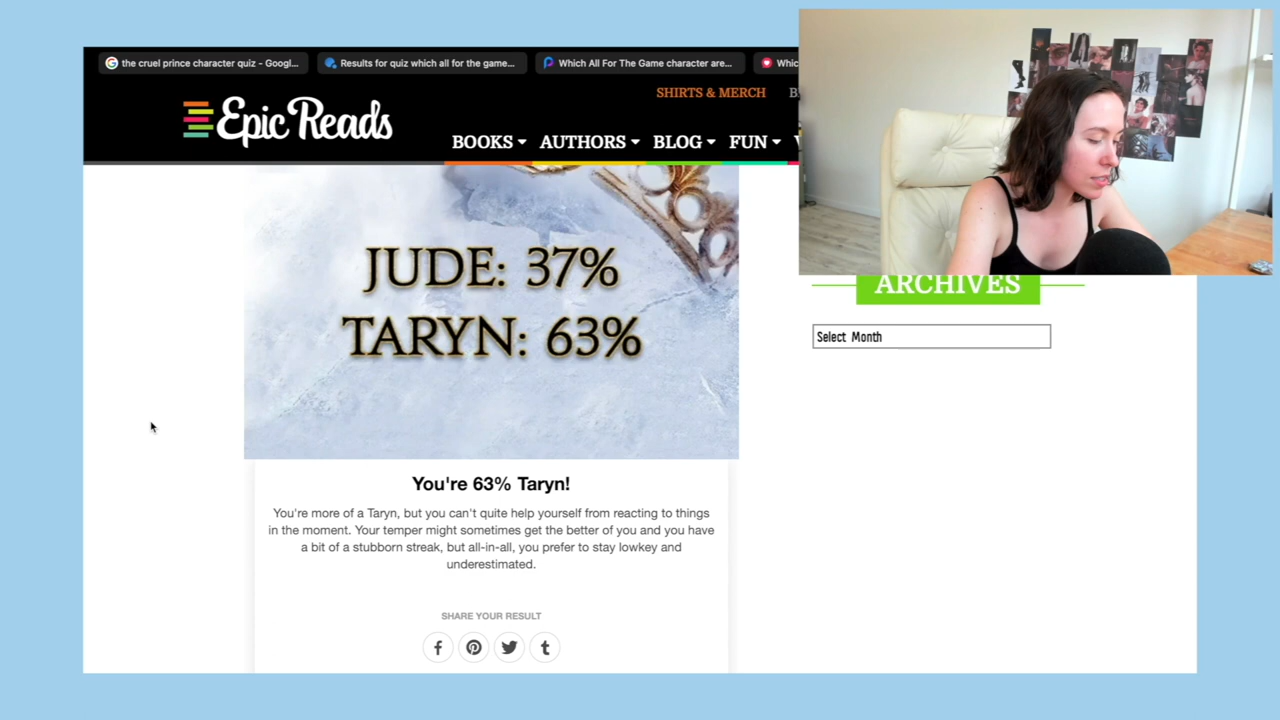 the cruel prince character quiz - Googl...
Results for quiz which all for the game...
Which All For The Game character are...
Whic
Epic Reads
SHIRTS & MERCH
B
BOOKS
AUTHORS
BLOG
FUN
JUDE: 37%
TARYN: 63%
ARCHIVES
Select Month
You're 63% Taryn!
You're more of a Taryn, but you can't quite help yourself from reacting to things
in the moment. Your temper might sometimes get the better of you and you have
a bit of a stubborn streak, but all-in-all, you prefer to stay lowkey and
underestimated.
SHARE YOUR RESULT